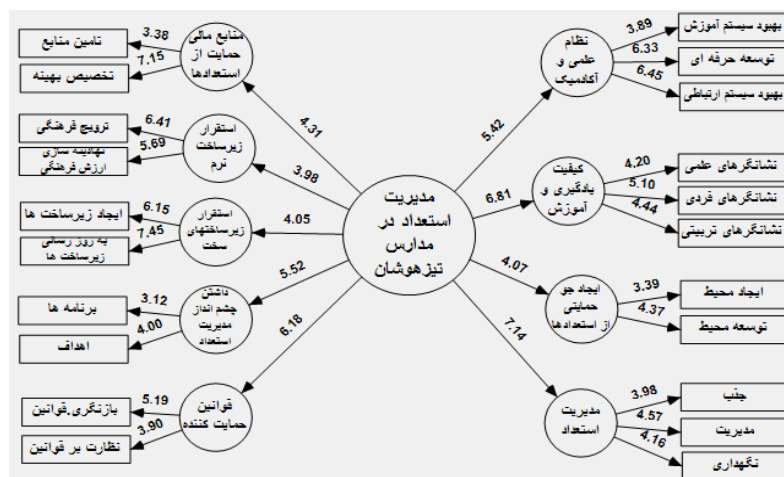 منابع مالی
حمایت از
استعدادها
4.31
3.38
تامین منابع
7.15
تخصیص بهینه
استقرار
زیرساخت
نرم
3.98
6.41
ترویج فرهنگی
5.69
نهادینه سازی
ارزش فرهنگی
استقرار
زیرساختهای
سخت
4.05
6.15
ایجاد زیرساخت ها
7.45
به روز رسانی
زیرساخت ها
داشتن
چشم انداز
مدیریت
استعداد
5.52
3.12
برنامه ها
4.00
اهداف
قوانین
حمایت کننده
6.18
5.19
بازنگری،قوانین
3.90
نظارت بر قوانین
مدیریت
استعداد در
مدارس
تیزهوشان
نظام
علمی و
آکادمیک
5.42
3.89
بهبود سیستم آموزش
6.33
توسعه حرفه ای
6.45
بهبود سیستم ارتباطی
کیفیت
یادگیری و
آموزش
6.81
4.20
نشانگرهای علمی
5.10
نشانگرهای فردی
4.44
نشانگرهای تربیتی
ایجاد جو
حمایتی
از استعدادها
4.07
3.39
ایجاد محیط
4.37
توسعه محیط
مدیریت
استعداد
7.14
3.98
جذب
4.57
مدیریت
4.16
نگهداری